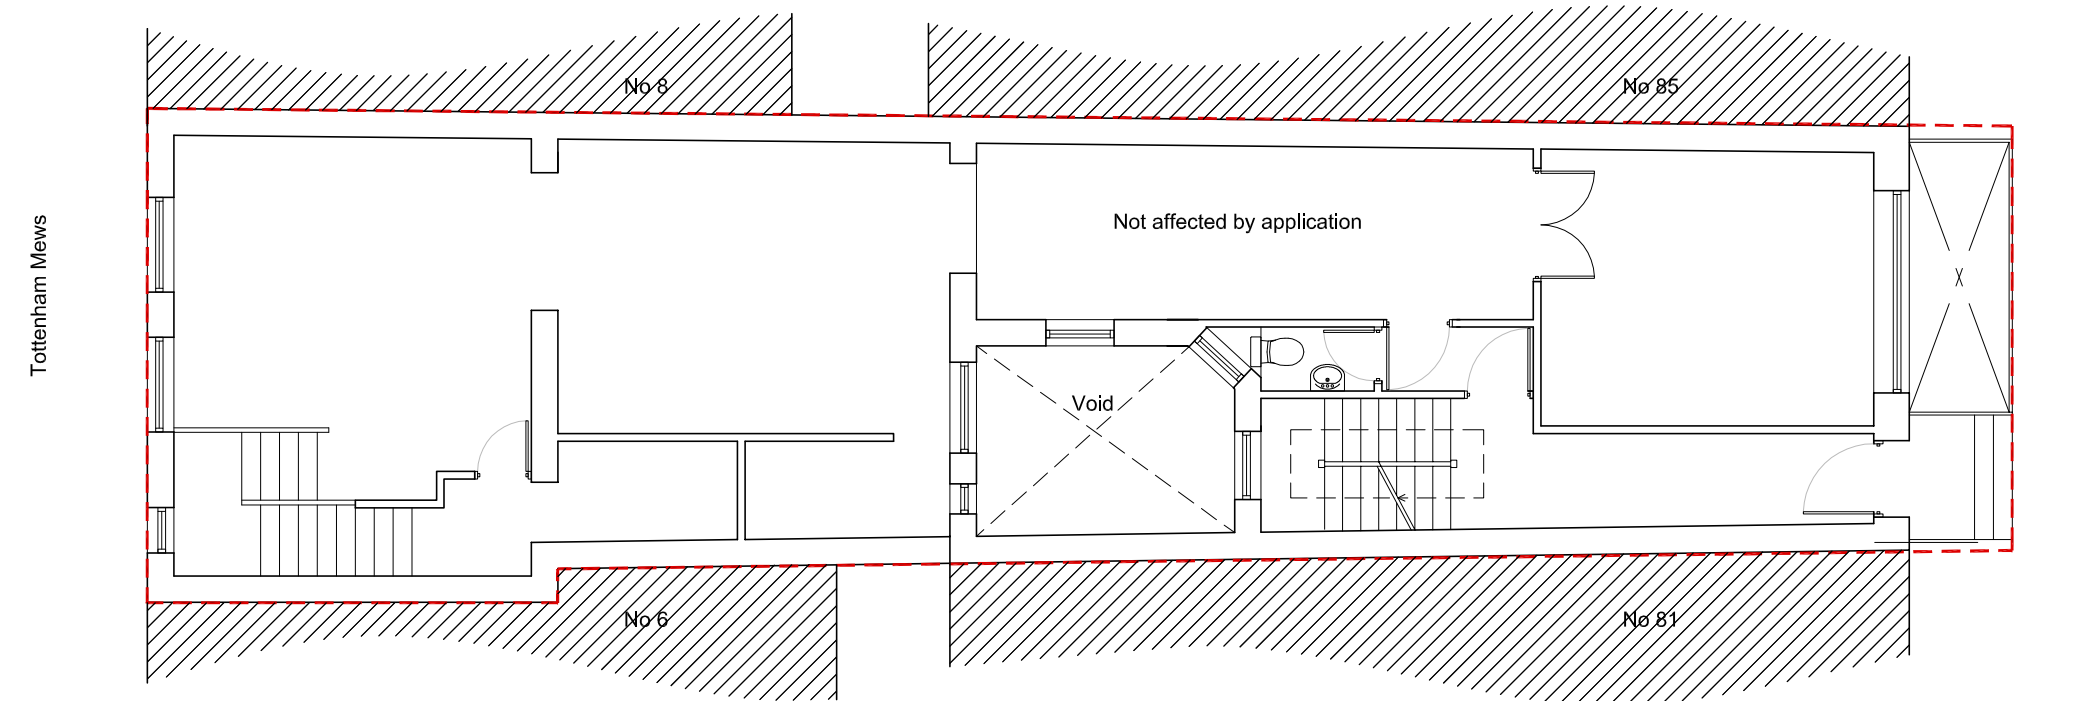 No 8
No 85
Tottenham Mews
Not affected by application
Void
No 6
No 81